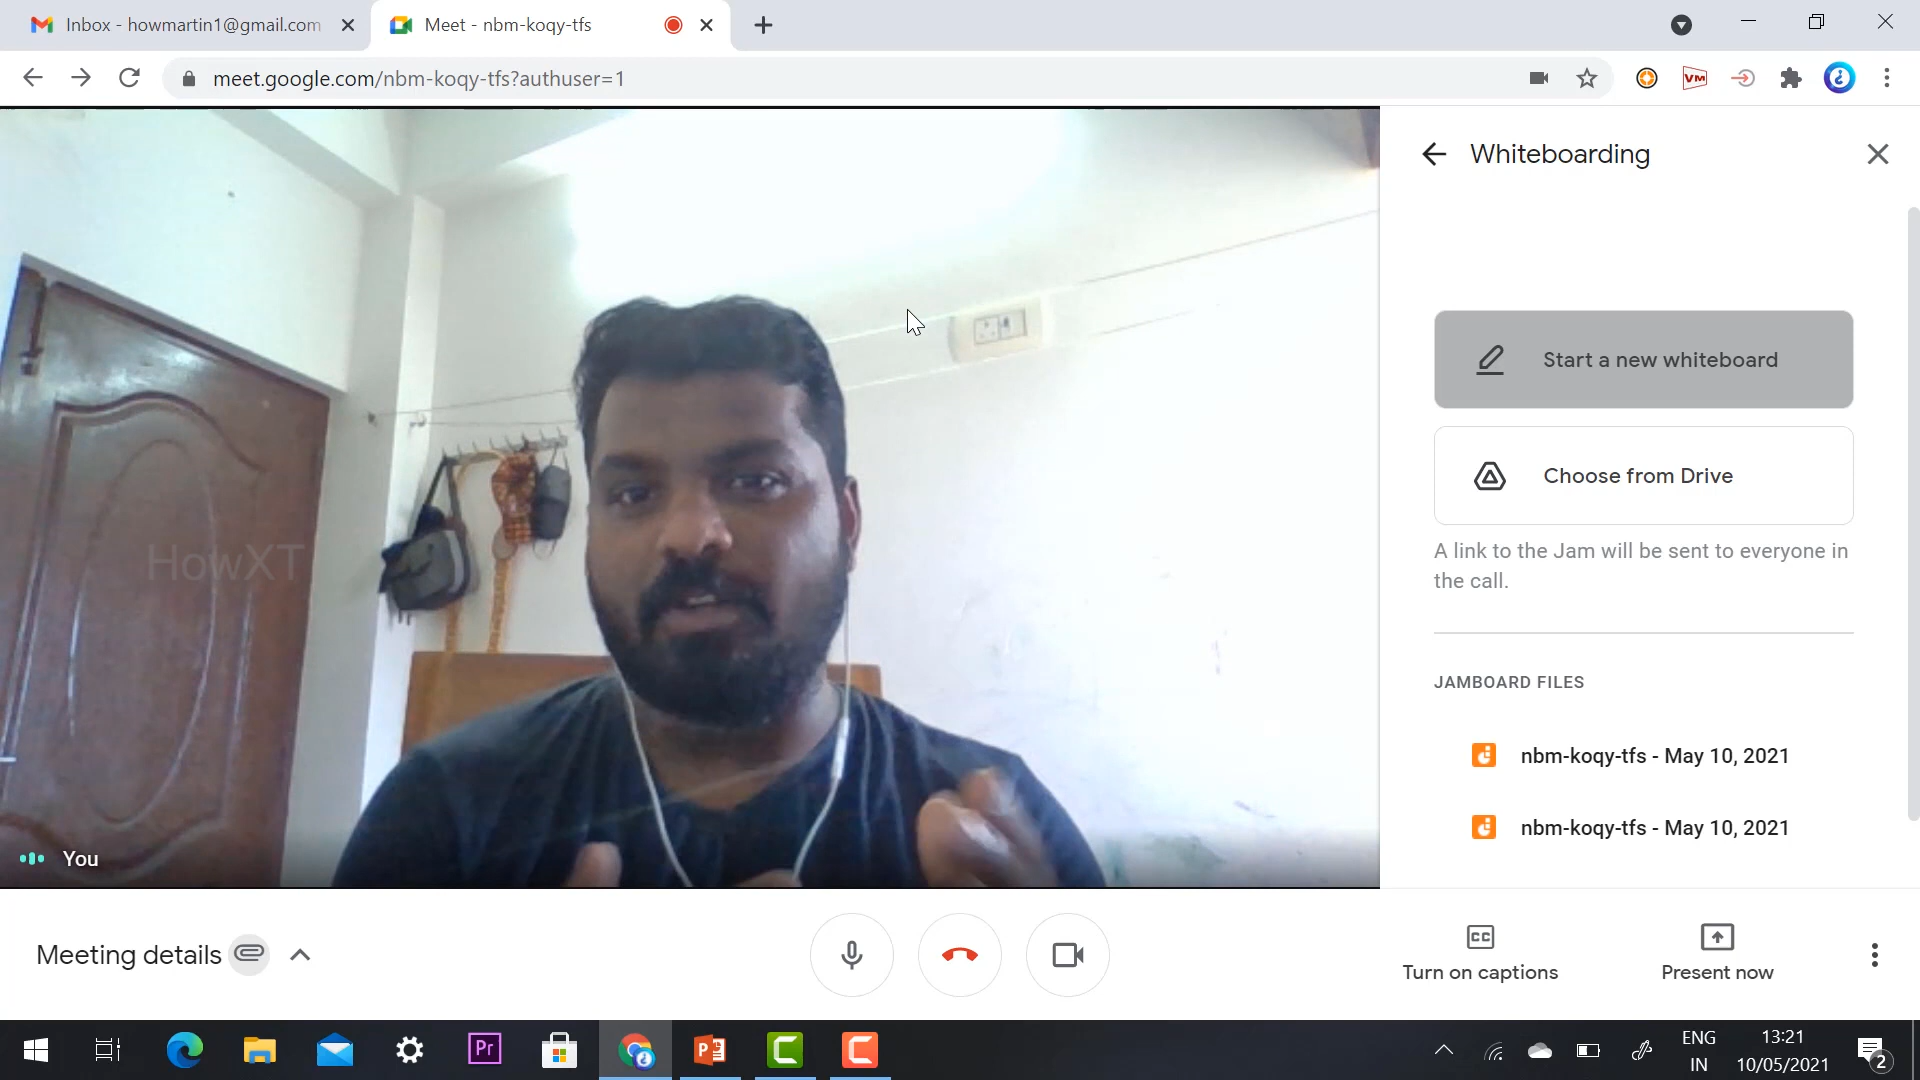 Inbox - howmartin1@gmail.com
Meet - nbm-koqy-tfs
meet.google.com/nbm-koqy-tfs?authuser=1
VM
Whiteboarding
Start a new whiteboard
Choose from Drive
A link to the Jam will be sent to everyone in
the call.
JAMBOARD FILES
nbm-koqy-tfs - May 10, 2021
nbm-koqy-tfs - May 10, 2021
HowXT
You
Meeting details
CC
Turn on captions
Present now
Pr
P
ENG
IN
13:21
10/05/2021
2